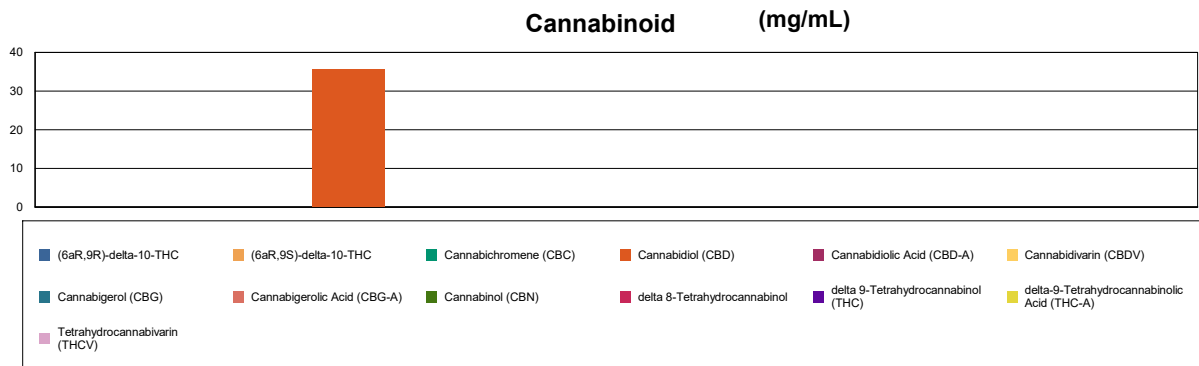 Cannabinoid (mg/mL)
40
30
20
10
0
(6aR,9R)-delta-10-THC
(6aR,9S)-delta-10-THC
Cannabichromene (CBC)
Cannabidiol (CBD)
Cannabidiolic Acid (CBD-A)
Cannabidivarin (CBDV)
Cannabigerol (CBG)
Cannabigerolic Acid (CBG-A)
Cannabinol (CBN)
delta 8-Tetrahydrocannabinol
delta 9-Tetrahydrocannabinol
(THC)
delta-9-Tetrahydrocannabinolic
Acid (THC-A)
Tetrahydrocannabivarin
(THCV)